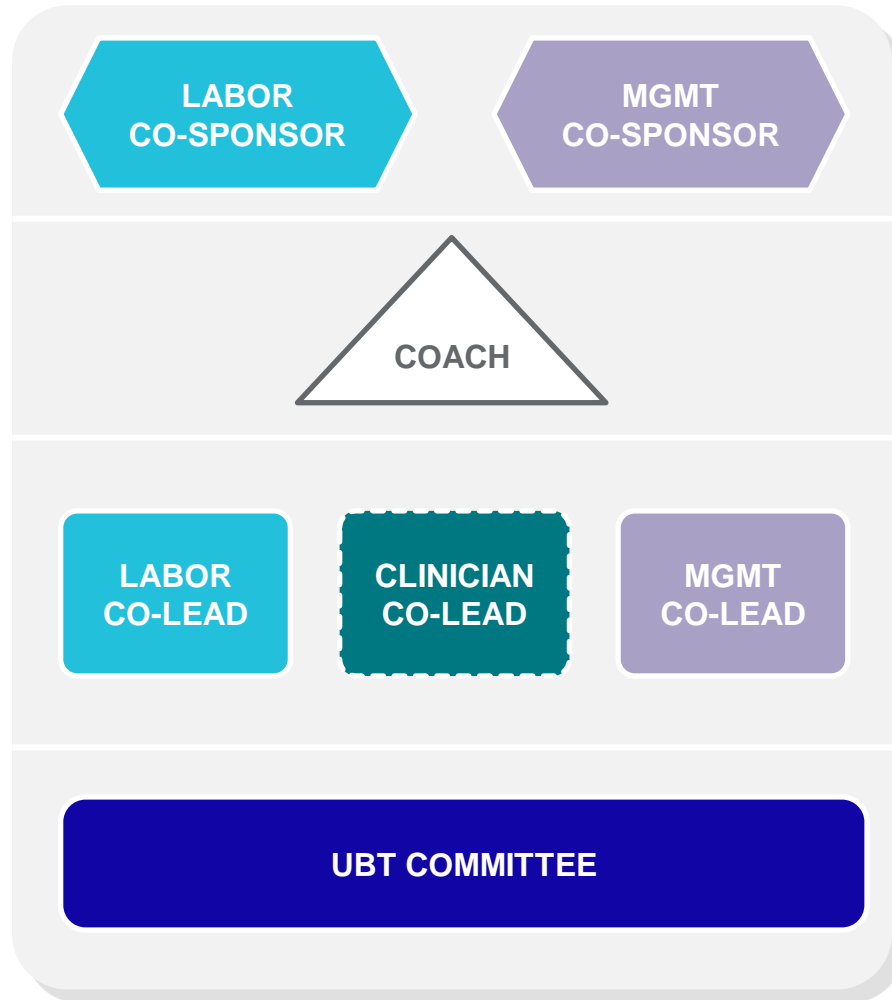 LABOR
CO-SPONSOR
MGMT
CO-SPONSOR
COACH
LABOR
CO-LEAD
CLINICIAN
CO-LEAD
MGMT
CO-LEAD
UBT COMMITTEE